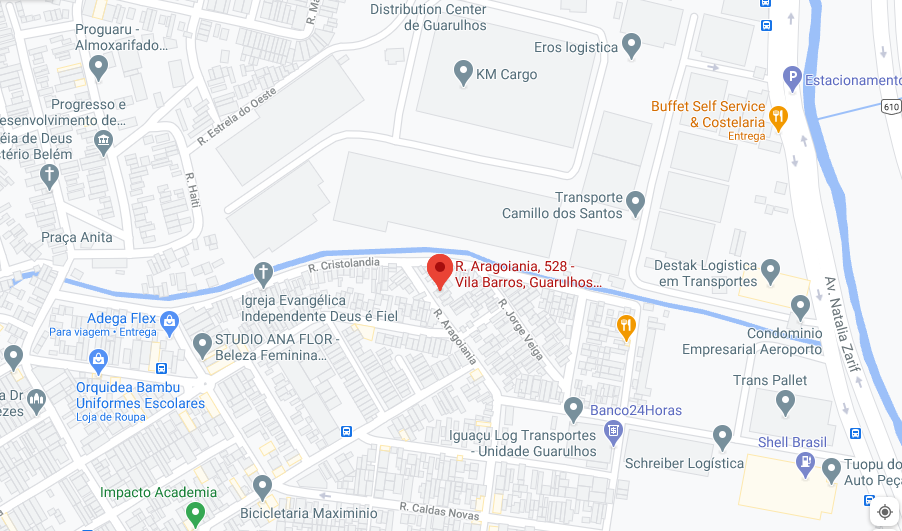 Distribution Center
de Guarulhos
Proguaru -
Almoxarifado...
Eros logistica
KM Cargo
P
Estacionamento
610
Progresso e
esenvolvimento de...
R. Estrela do Oeste
Buffet Self Service
& Costelaria
Entrega
éia de Deus
stério Belém
R. Haiti
Transporte
Camillo dos Santos
Praça Anita
R. Cristolandia
R. Aragoiania, 528 -
Vila Barros, Guarulhos...
Destak Logistica
em Transportes
Igreja Evangélica
Independente Deus é Fiel
R. Aragoiania
R. Jorge Veiga
Av. Natalia Zarif
Adega Flex
Para viagem • Entrega
STUDIO ANA FLOR -
Beleza Feminina...
Condominio
Empresarial Aeroporto
Orquidea Bambu
Uniformes Escolares
Loja de Roupa
a Dr
ezes
Trans Pallet
Banco24Horas
Iguaçu Log Transportes
- Unidade Guarulhos
Shell Brasil
Schreiber Logística
Tuopu do
Auto Peça
Impacto Academia
Bicicletaria Maximinio
R. Caldas Novas